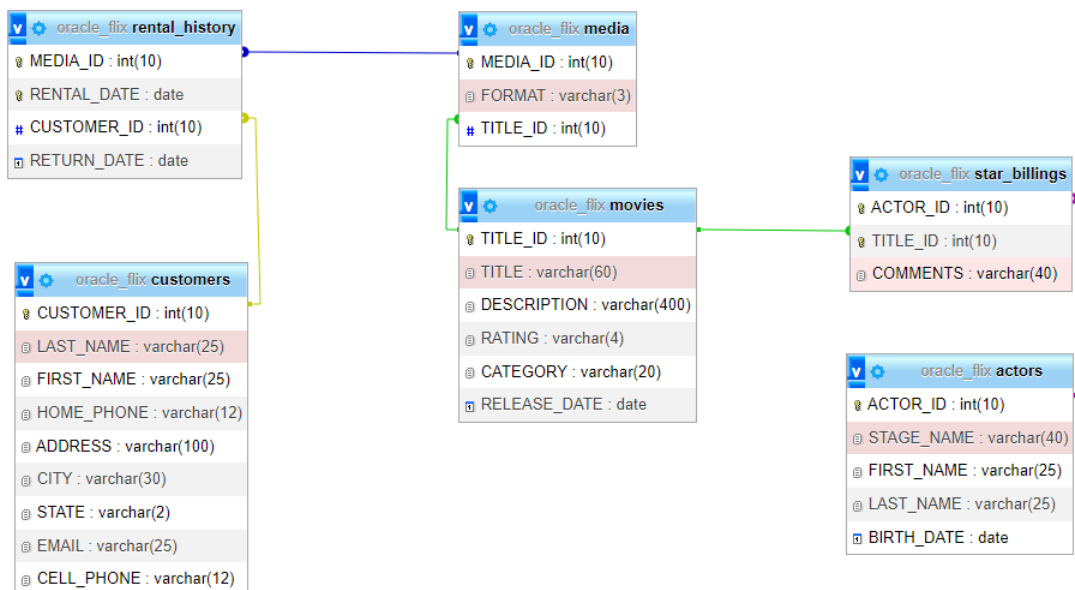 oracle_flix rental_history
MEDIA_ID : int(10)
RENTAL_DATE : date
# CUSTOMER_ID : int(10)
RETURN_DATE : date
oracle_flix media
MEDIA_ID : int(10)
FORMAT : varchar(3)
# TITLE_ID : int(10)
oracle_flix movies
TITLE_ID : int(10)
TITLE : varchar(60)
DESCRIPTION : varchar(400)
RATING : varchar(4)
CATEGORY : varchar(20)
RELEASE_DATE : date
oracle_flix star_billings
ACTOR_ID : int(10)
TITLE_ID : int(10)
COMMENTS : varchar(40)
oracle_flix customers
CUSTOMER_ID : int(10)
LAST_NAME : varchar(25)
FIRST_NAME : varchar(25)
HOME_PHONE : varchar(12)
ADDRESS : varchar(100)
CITY : varchar(30)
STATE : varchar(2)
EMAIL : varchar(25)
CELL_PHONE : varchar(12)
oracle_flix actors
ACTOR_ID : int(10)
STAGE_NAME : varchar(40)
FIRST_NAME : varchar(25)
LAST_NAME : varchar(25)
BIRTH_DATE : date